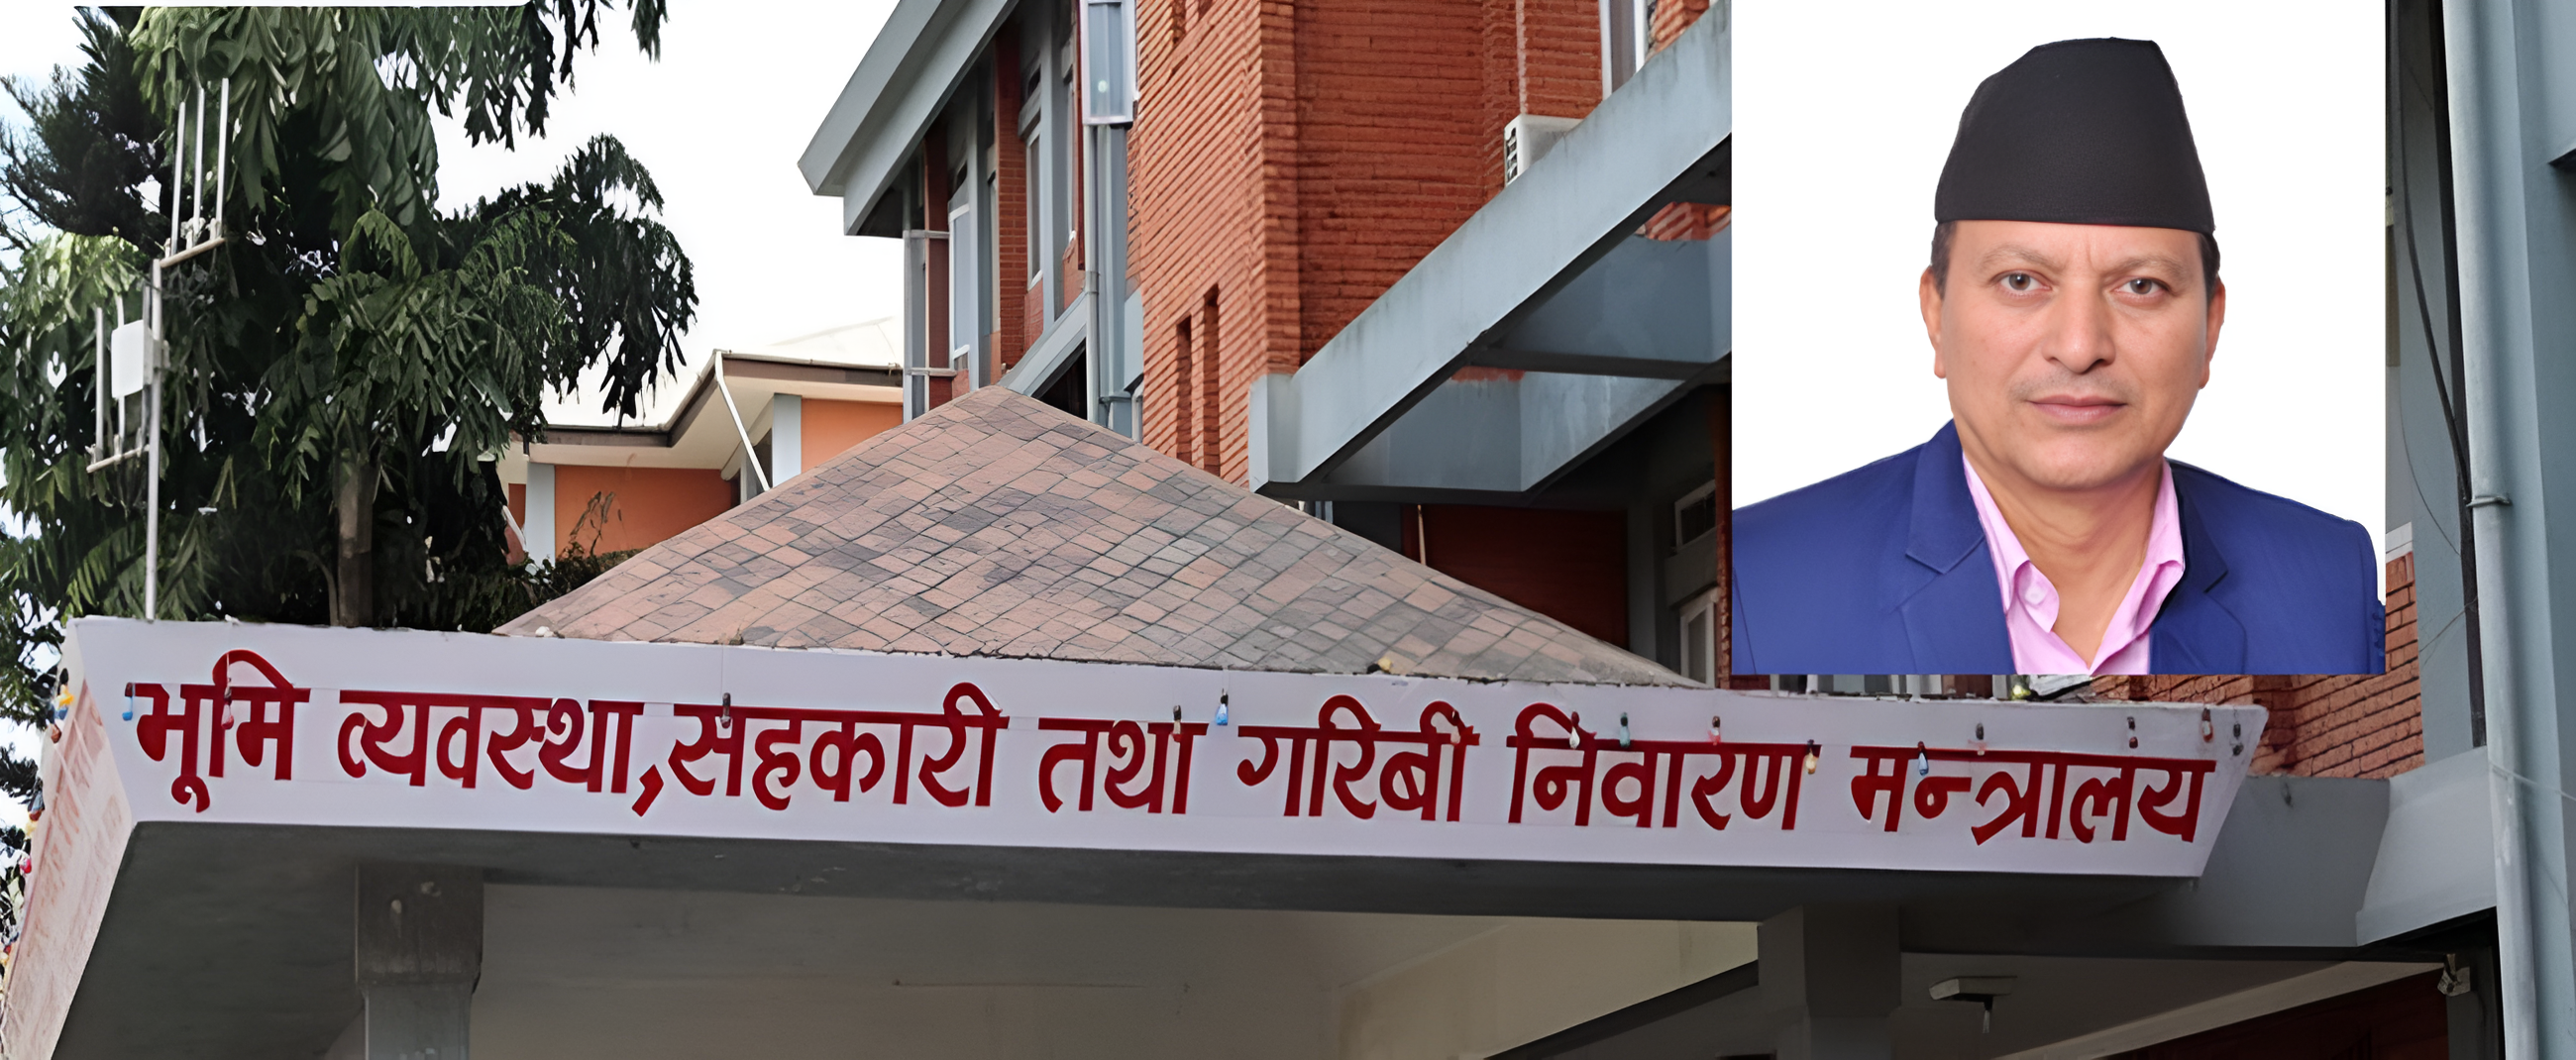 भूमि व्यवस्था,सहकारी तथा गरिबी निवारण मन्त्रालय